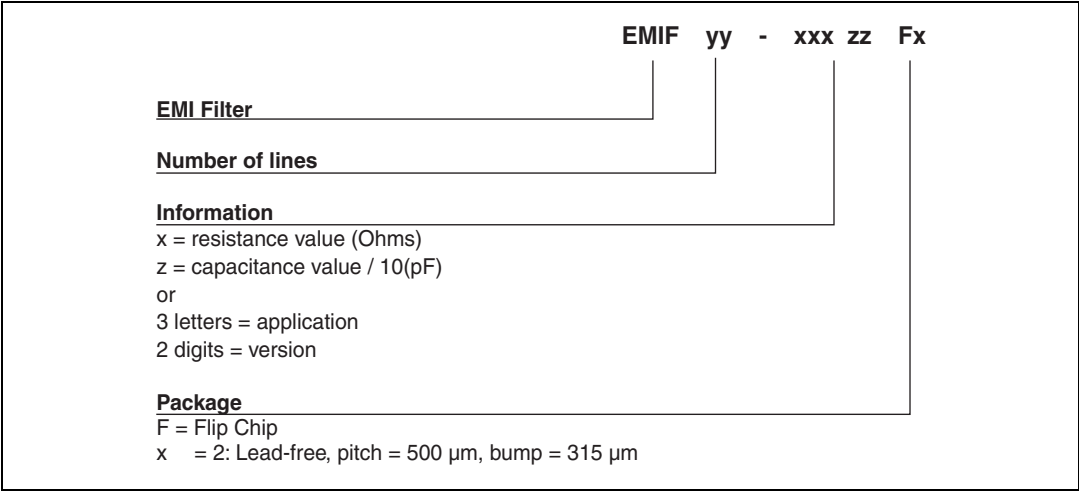 EMIF yy - xxx zz Fx
EMI Filter
Number of lines
Information
x = resistance value (Ohms)
z = capacitance value / 10(pF)
or
3 letters = application
2 digits = version
Package
F = Flip Chip
x = 2: Lead-free, pitch = 500 µm, bump = 315 µm